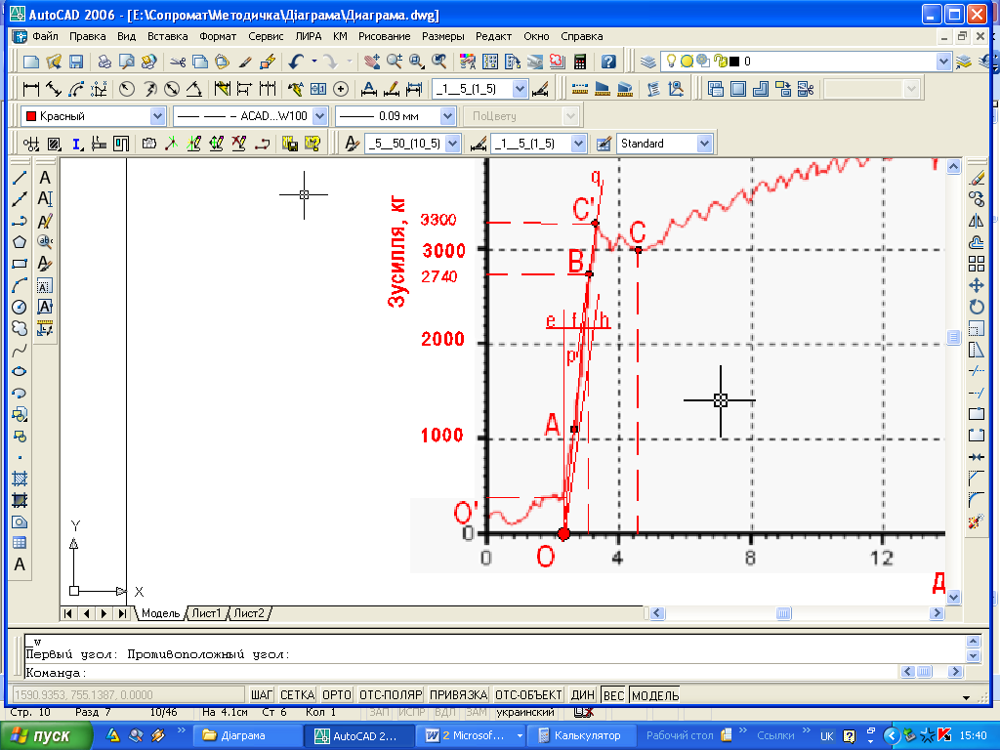 AutoCAD 2006 - [E:\Сопромат\Методичка\Діаграма\Диаграма.dwg]
Файл Правка Вид Вставка Формат Сервис ЛИРА КМ Рисование Размеры Редакт Окно Справка
0
_1__5_(1_5)
Красный ACAD...W100 0.09 мм ПоЦвету
_5__50_(10_5) _1__5_(1_5) Standard
q
C'
3300
C
3000
B
2740
Зусилля, кг
e f h
2000
p
A
1000
O'
0
O
0 4 8 12
Д
Y
X
Модель Лист1 Лист2
_w
Первый угол: Противоположный угол:
Команда:
1590.9353, 755.1387, 0.0000 ШАГ СЕТКА ОРТО ОТС-ПОЛЯР ПРИВЯЗКА ОТС-ОБЪЕКТ ДИН ВЕС МОДЕЛЬ
Стр. 10 Разд 7 10/46 На 4.1см Ст 6 Кол 1 ЗАП ИСПР ВДЛ ЗАМ украинский
пуск Діаграма AutoCAD 2... 2 Microsof... Калькулятор Рабочий стол Ссылки UK 15:40